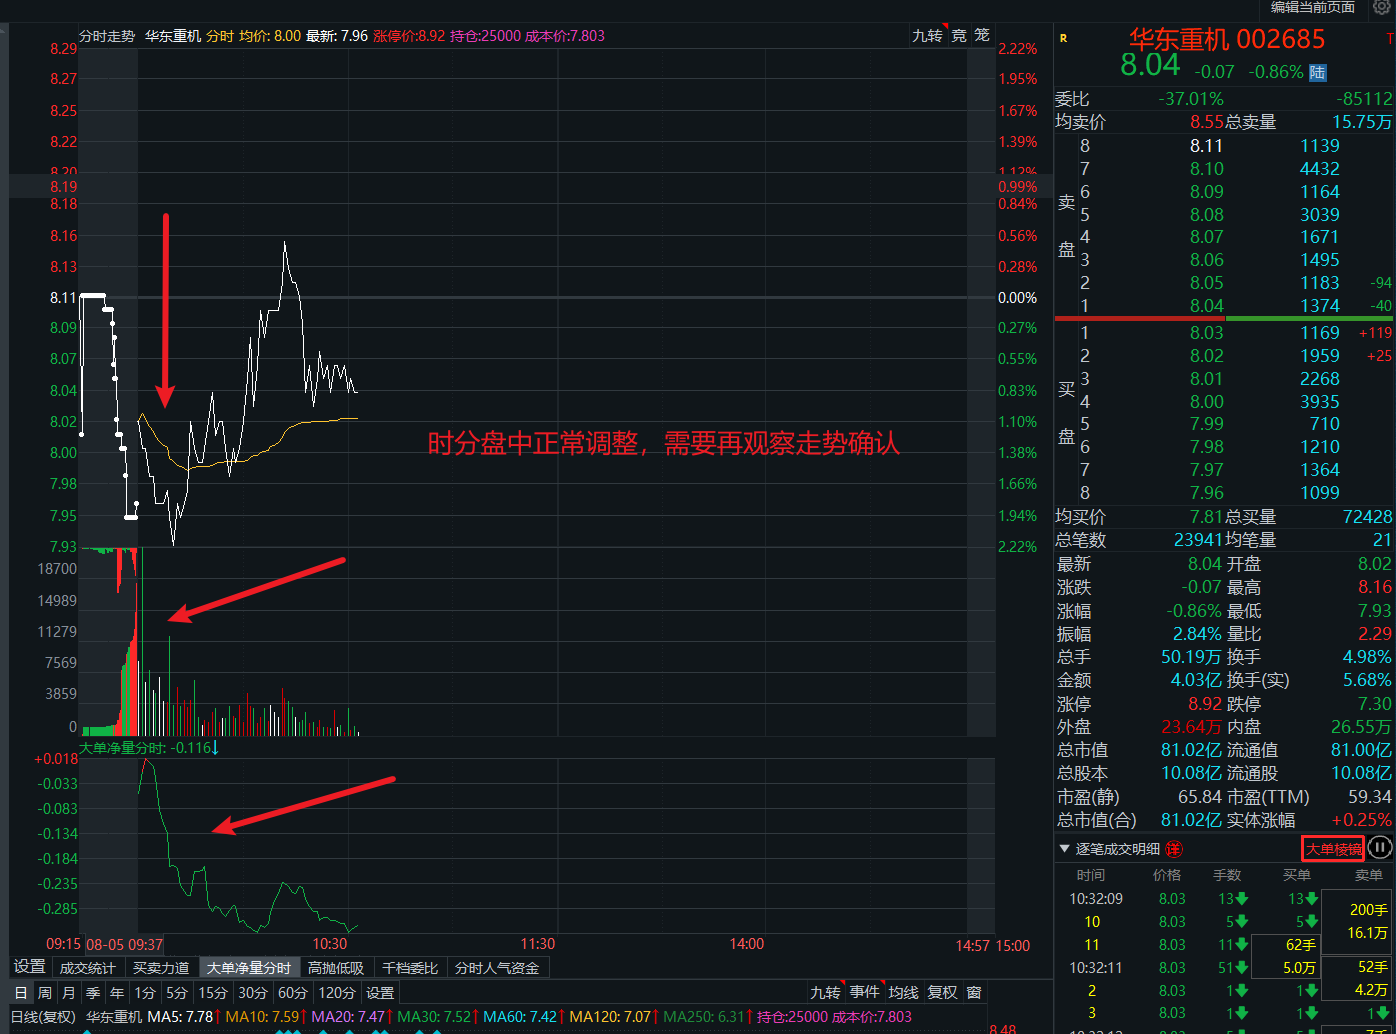 编辑当前页面
分时走势 华东重机 分时 均价: 8.00 最新: 7.96 涨停价:8.92 持仓:25000 成本价:7.803
九转 竞 笼
8.29 2.22%
8.27 1.95%
8.25 1.67%
8.22 1.39%
8.20 1.12%
8.19 0.99%
8.18 0.84%
8.16 0.56%
8.13 0.28%
8.11 0.00%
8.09 0.27%
8.07 0.55%
8.04 0.83%
8.02 1.10%
8.00 1.38%
7.98 1.66%
7.95 1.94%
7.93 2.22%
时分盘中正常调整，需要再观察走势确认
18700
14989
11279
7569
3859
0
大单净量分时: -0.116↓
+0.018
-0.033
-0.083
-0.134
-0.184
-0.235
-0.285
09:15 08-05 09:37 10:30 11:30 14:00 14:57 15:00
设置 成交统计 买卖力道 大单净量分时 高抛低吸 千档委比 分时人气资金
日 周 月 季 年 1分 5分 15分 30分 60分 120分 设置
九转 事件 均线 复权 窗
日线(复权) 华东重机 MA5: 7.78↑ MA10: 7.59↑ MA20: 7.47↑ MA30: 7.52↑ MA60: 7.42↑ MA120: 7.07↑ MA250: 6.31↑ 持仓:25000 成本价:7.803
8.48
R 华东重机 002685
8.04 -0.07 -0.86% 陆
委比 -37.01% -85112
均卖价 8.55 总卖量 15.75万
卖盘
8 8.11 1139
7 8.10 4432
6 8.09 1164
5 8.08 3039
4 8.07 1671
3 8.06 1495
2 8.05 1183 -94
1 8.04 1374 -40
买盘
1 8.03 1169 +119
2 8.02 1959 +25
3 8.01 2268
4 8.00 3935
5 7.99 710
6 7.98 1210
7 7.97 1364
8 7.96 1099
均买价 7.81 总买量 72428
总笔数 23941 均笔量 21
最新 8.04 开盘 8.02
涨跌 -0.07 最高 8.16
涨幅 -0.86% 最低 7.93
振幅 2.84% 量比 2.29
总手 50.19万 换手 4.98%
金额 4.03亿 换手(实) 5.68%
涨停 8.92 跌停 7.30
外盘 23.64万 内盘 26.55万
总市值 81.02亿 流通值 81.00亿
总股本 10.08亿 流通股 10.08亿
市盈(静) 65.84 市盈(TTM) 59.34
总市值(合) 81.02亿 实体涨幅 +0.25%
▼ 逐笔成交明细 详 大单棱镜
时间 价格 手数 买单 卖单
10:32:09 8.03 13 13
200手
10 8.03 5 5
16.1万
11 8.03 11 62手
10:32:11 8.03 51 5.0万 52手
2 8.03 1 1 4.2万
3 8.03 1 1 1